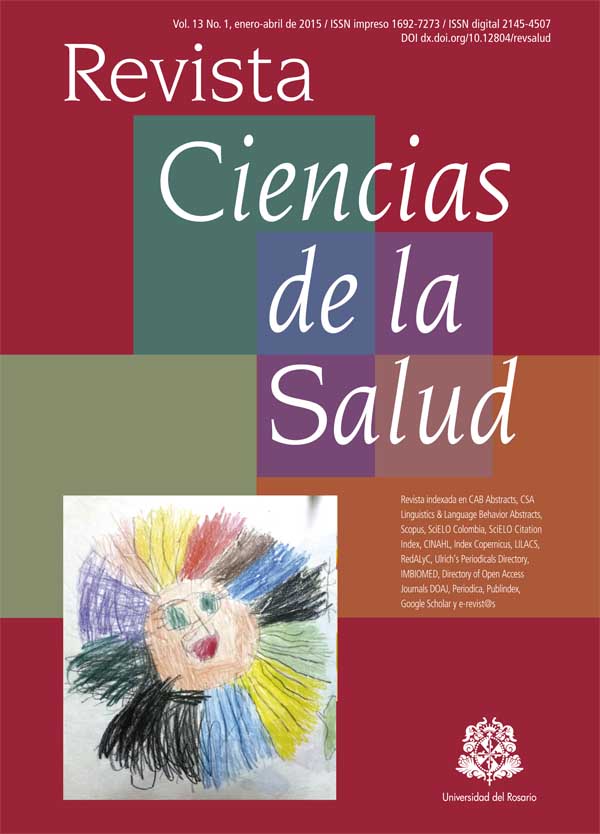 Vol. 13 No. 1, enero-abril de 2015 / ISSN impreso 1692-7273 / ISSN digital 2145-4507
DOI dx.doi.org/10.12804/revsalud
Revista
Ciencias
de la
Salud
Revista indexada en CAB Abstracts, CSA
Linguistics & Language Behavior Abstracts,
Scopus, SciELO Colombia, SciELO Citation
Index, CINAHL, Index Copernicus, LILACS,
RedALyC, Ulrich's Periodicals Directory,
IMBIOMED, Directory of Open Access
Journals DOAJ, Periodica, Publindex,
Google Scholar y e-revist@s
Universidad del Rosario